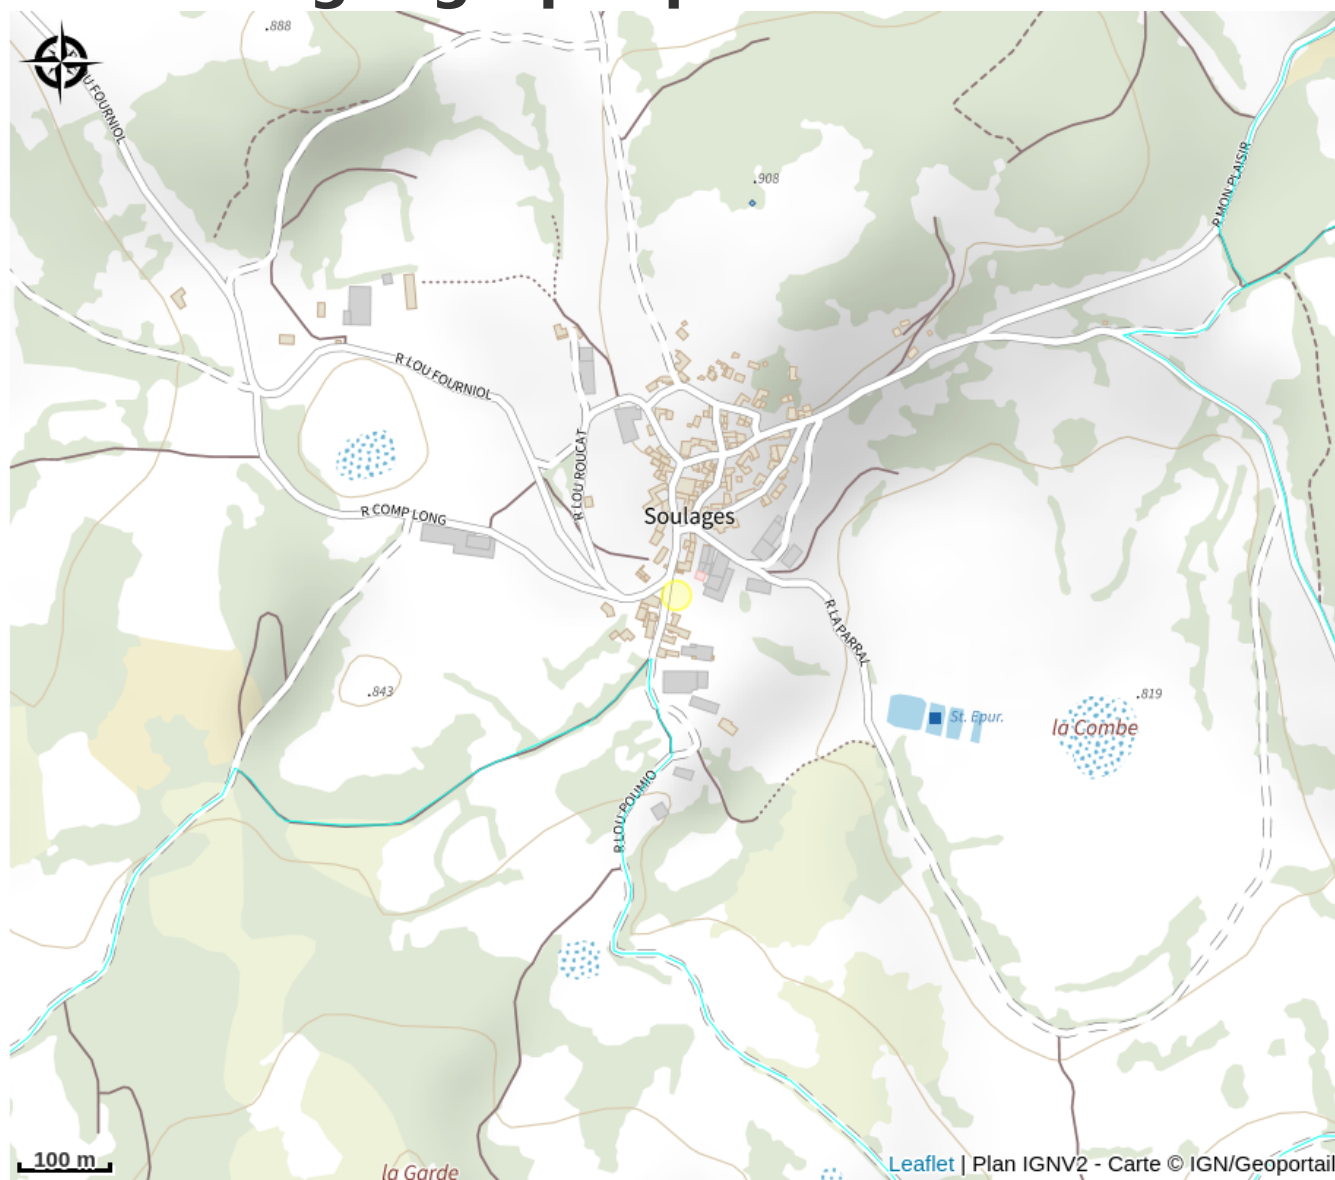 888
U FOURNIOL
R MON PLAISIR
908
R LOU FOURNIOL
R LOU ROUCAT
R COMP LONG
Soulages
R LA PARRAL
843
819
St. Epur.
la Combe
R LOU POUMIO
100 m
la Garde
Leaflet | Plan IGNV2 - Carte © IGN/Geoportail